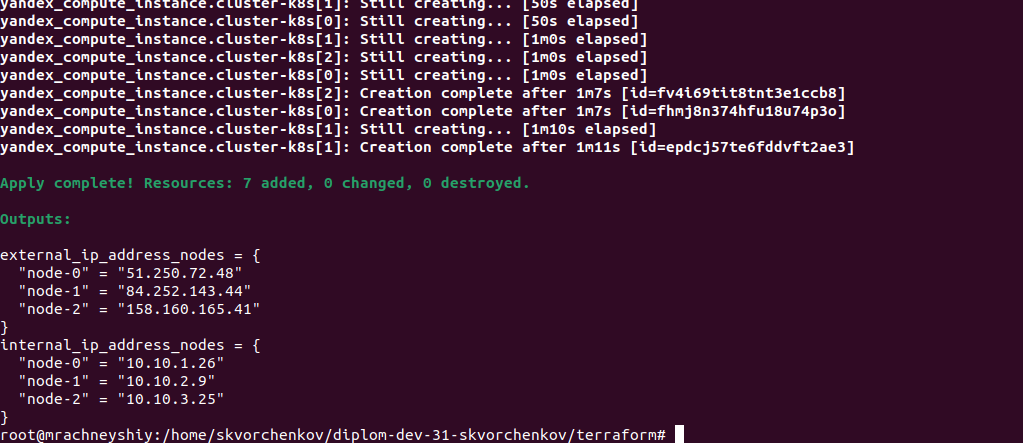 yandex_compute_instance.cluster-k8s[1]: Still creating... [50s elapsed]
yandex_compute_instance.cluster-k8s[0]: Still creating... [50s elapsed]
yandex_compute_instance.cluster-k8s[1]: Still creating... [1m0s elapsed]
yandex_compute_instance.cluster-k8s[2]: Still creating... [1m0s elapsed]
yandex_compute_instance.cluster-k8s[0]: Still creating... [1m0s elapsed]
yandex_compute_instance.cluster-k8s[2]: Creation complete after 1m7s [id=fv4i69tit8tnt3e1ccb8]
yandex_compute_instance.cluster-k8s[0]: Creation complete after 1m7s [id=fhmj8n374hfu18u74p3o]
yandex_compute_instance.cluster-k8s[1]: Still creating... [1m10s elapsed]
yandex_compute_instance.cluster-k8s[1]: Creation complete after 1m11s [id=epdcj57te6fddvft2ae3]
Apply complete! Resources: 7 added, 0 changed, 0 destroyed.
Outputs:
external_ip_address_nodes = {
  "node-0" = "51.250.72.48"
  "node-1" = "84.252.143.44"
  "node-2" = "158.160.165.41"
}
internal_ip_address_nodes = {
  "node-0" = "10.10.1.26"
  "node-1" = "10.10.2.9"
  "node-2" = "10.10.3.25"
}
root@mrachneyshiy:/home/skvorchenkov/diplom-dev-31-skvorchenkov/terraform#